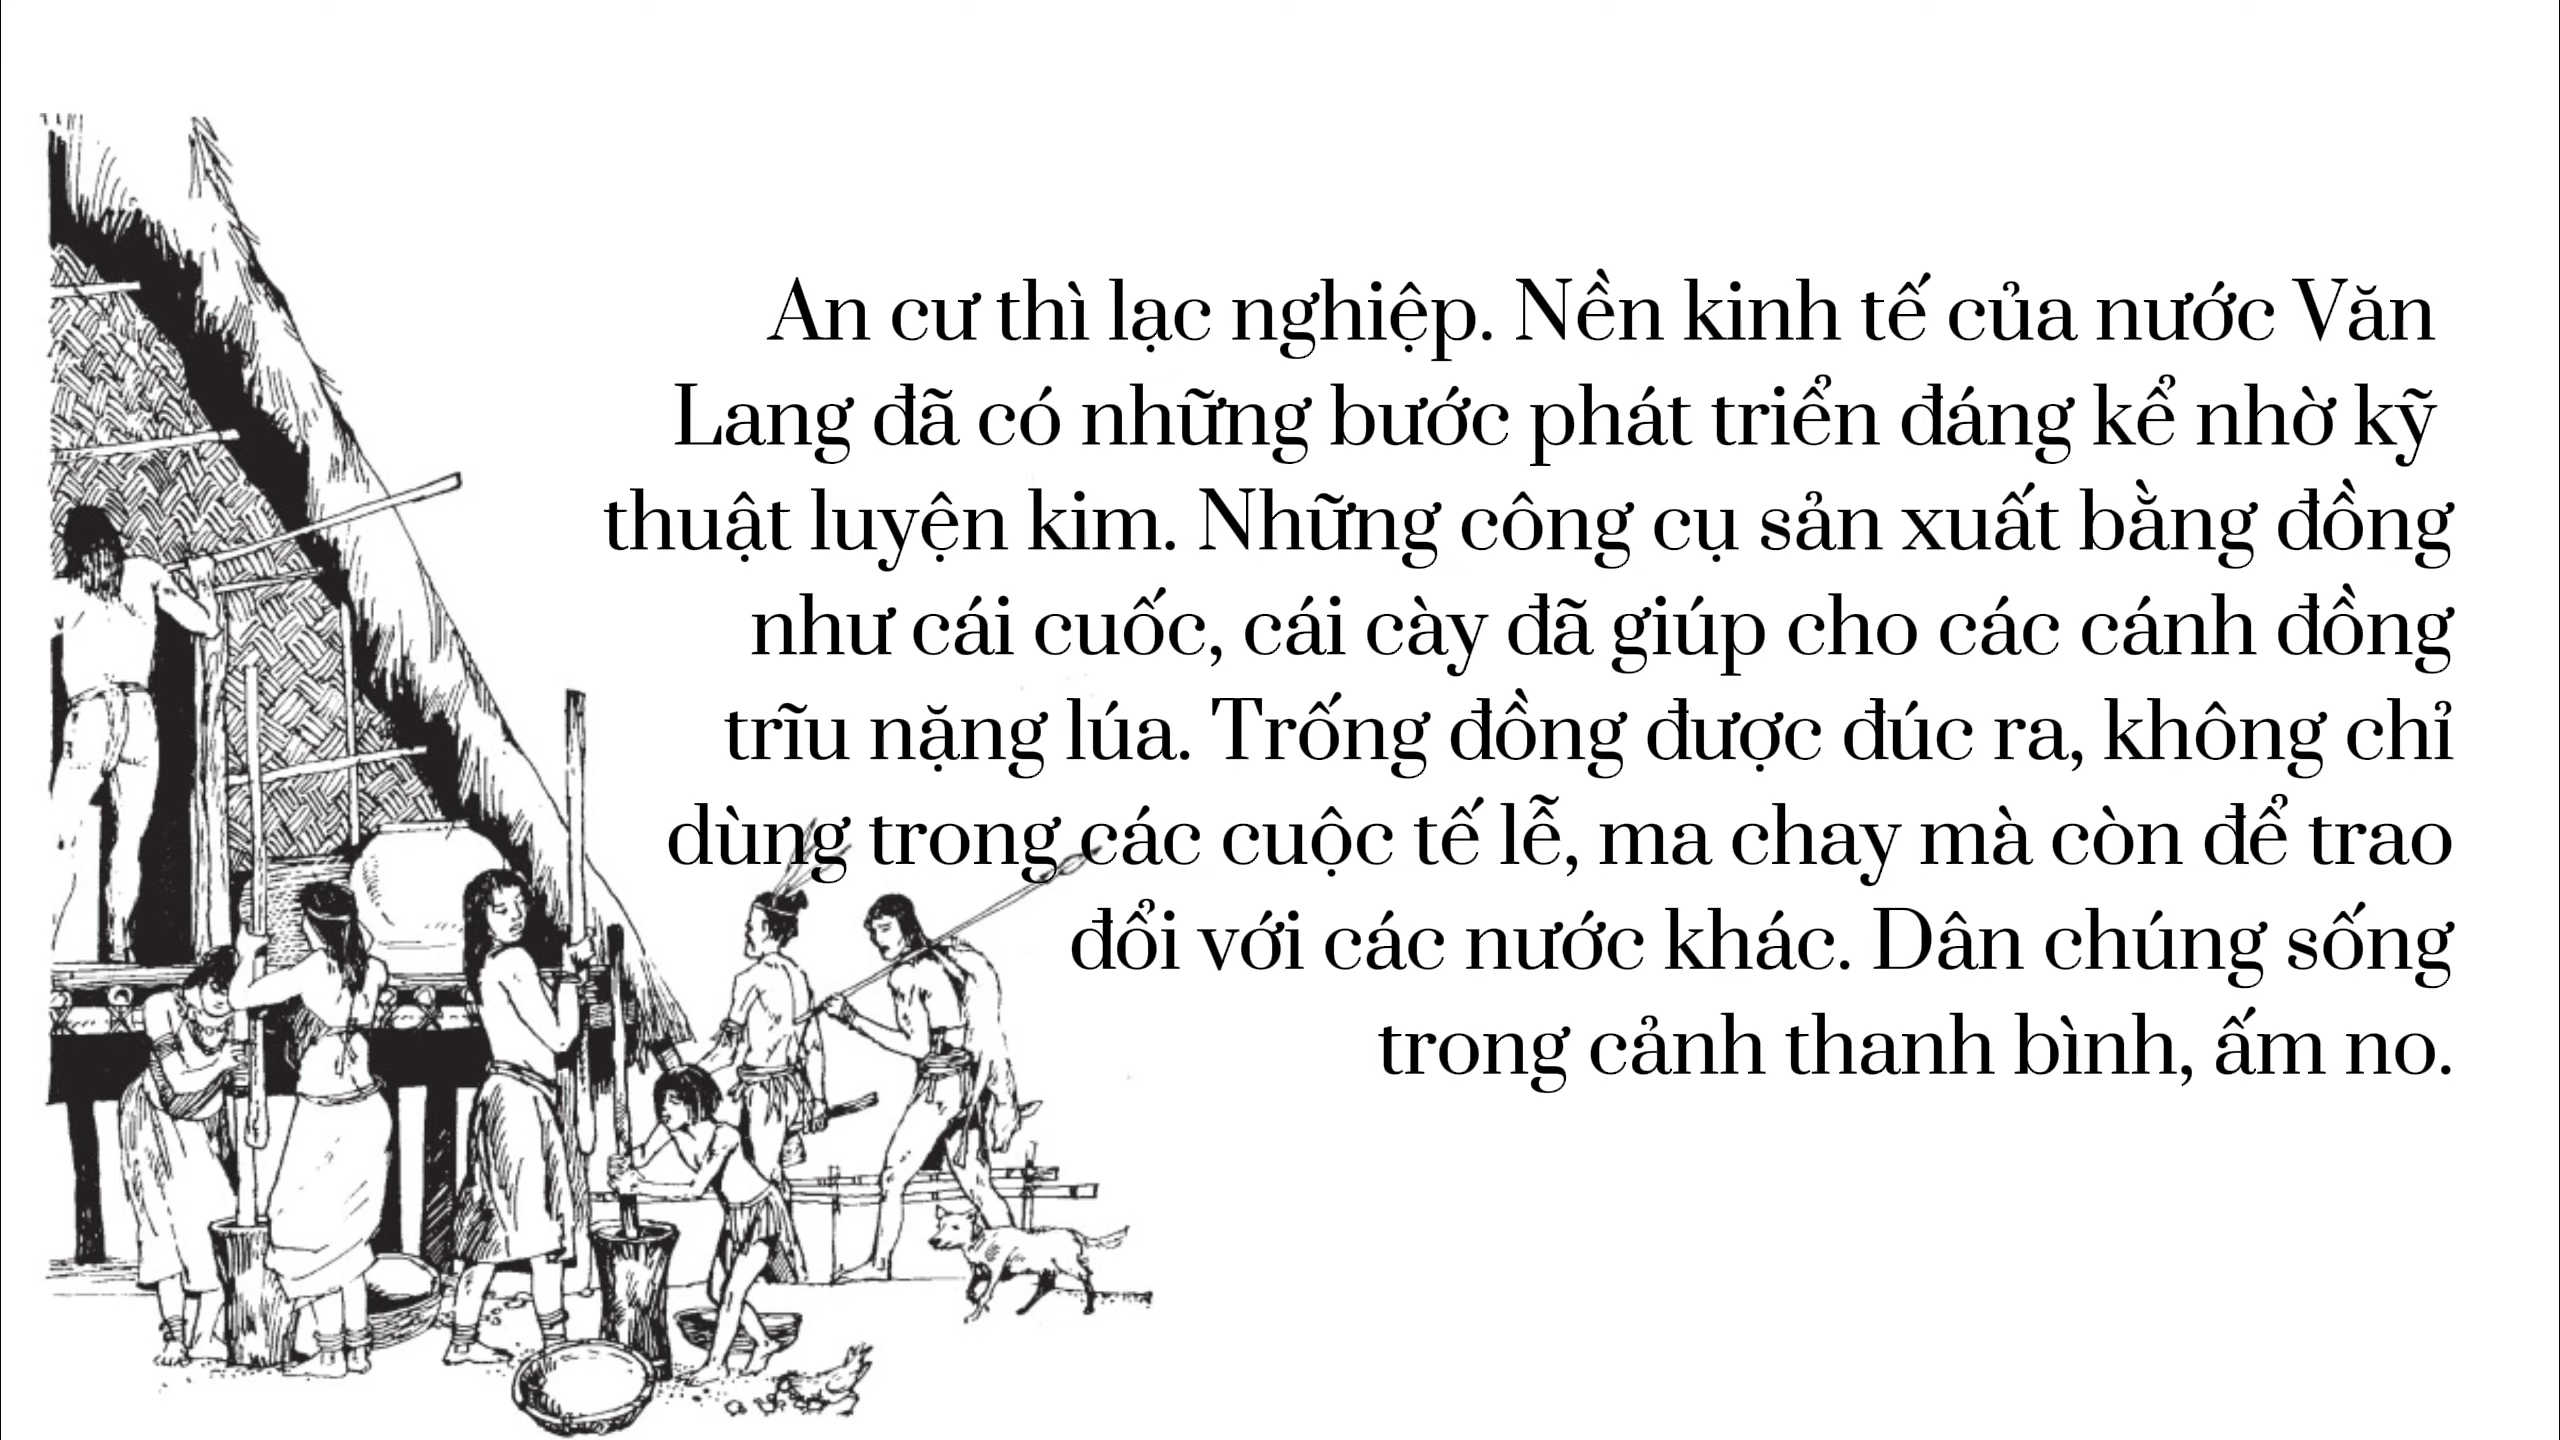 An cư thì lạc nghiệp. Nền kinh tế của nước Văn
Lang đã có những bước phát triển đáng kể nhờ kỹ
thuật luyện kim. Những công cụ sản xuất bằng đồng
như cái cuốc, cái cày đã giúp cho các cánh đồng
trĩu nặng lúa. Trống đồng được đúc ra, không chỉ
dùng trong các cuộc tế lễ, ma chay mà còn để trao
đổi với các nước khác. Dân chúng sống
trong cảnh thanh bình, ấm no.